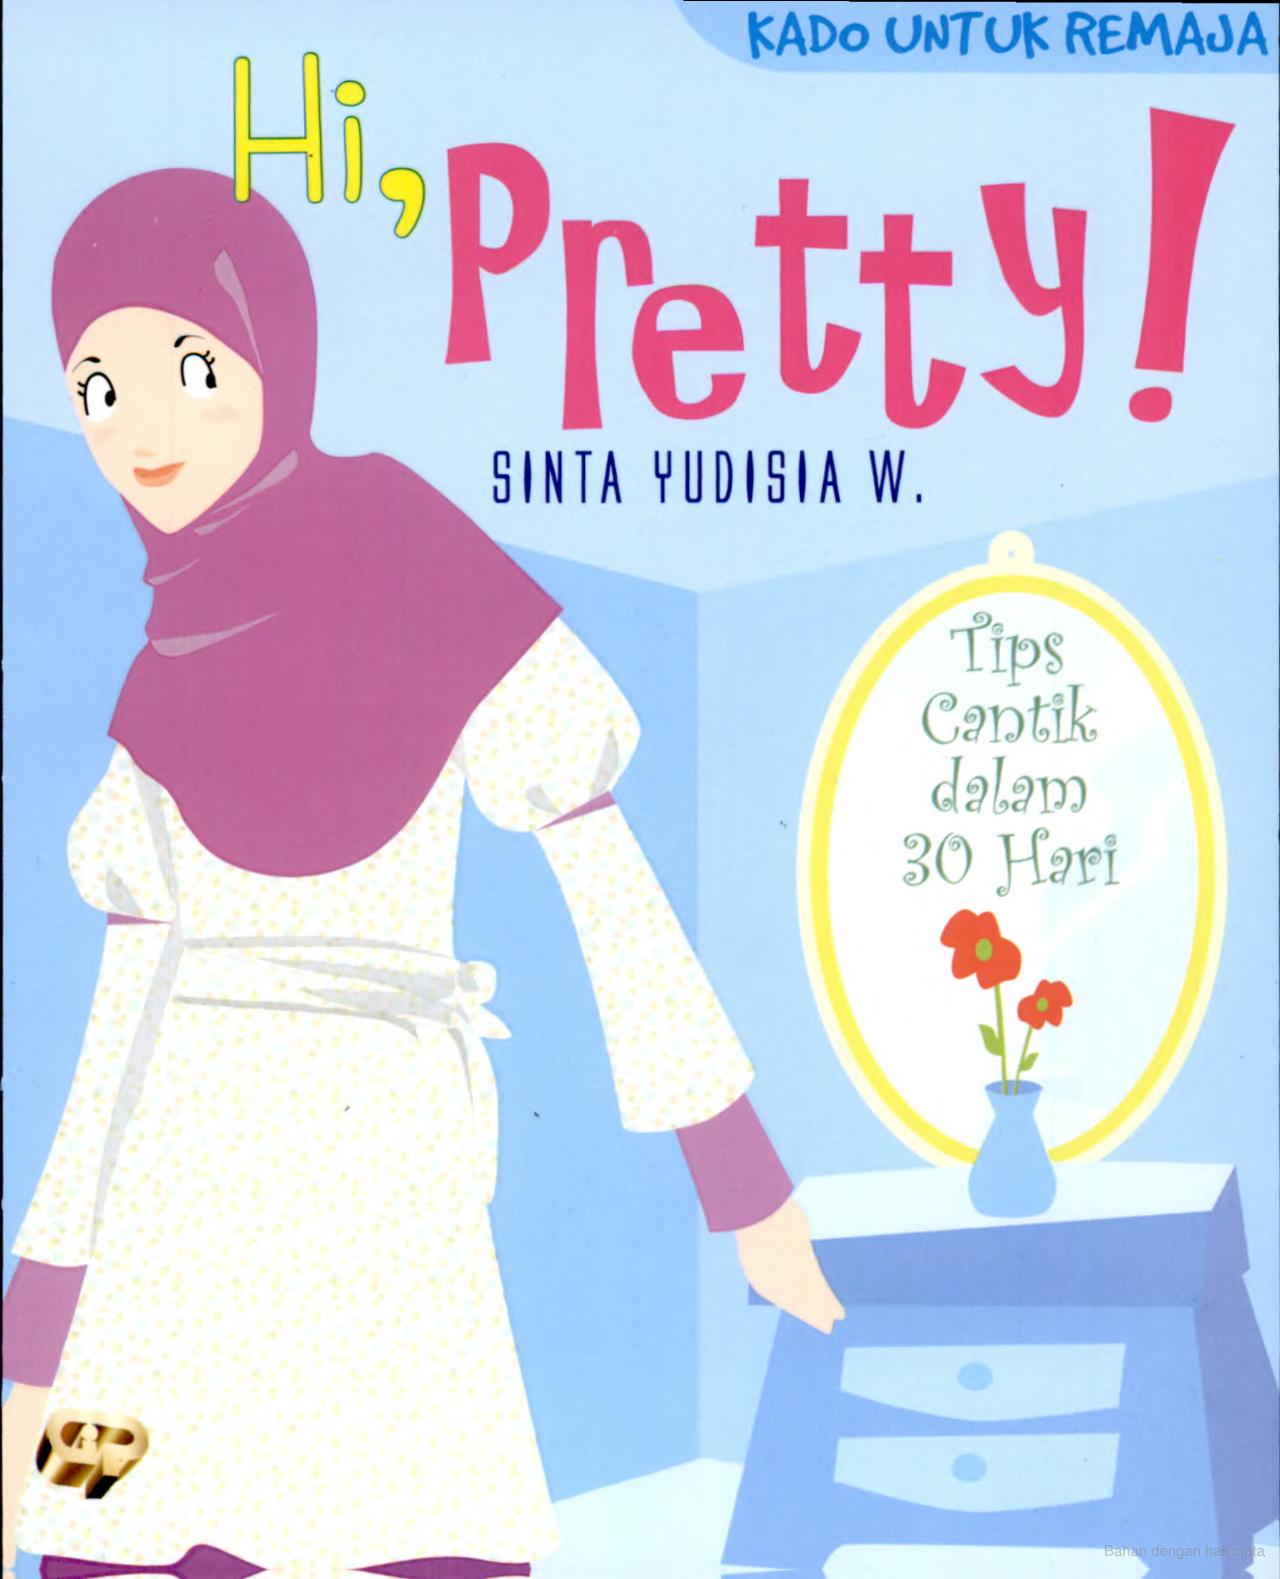 KADO UNTUK REMAJA
Hi, Pretty!
SINTA YUDISIA W.
Tips
Cantik
dalam
30 Hari
Bahan dengan hak cipta